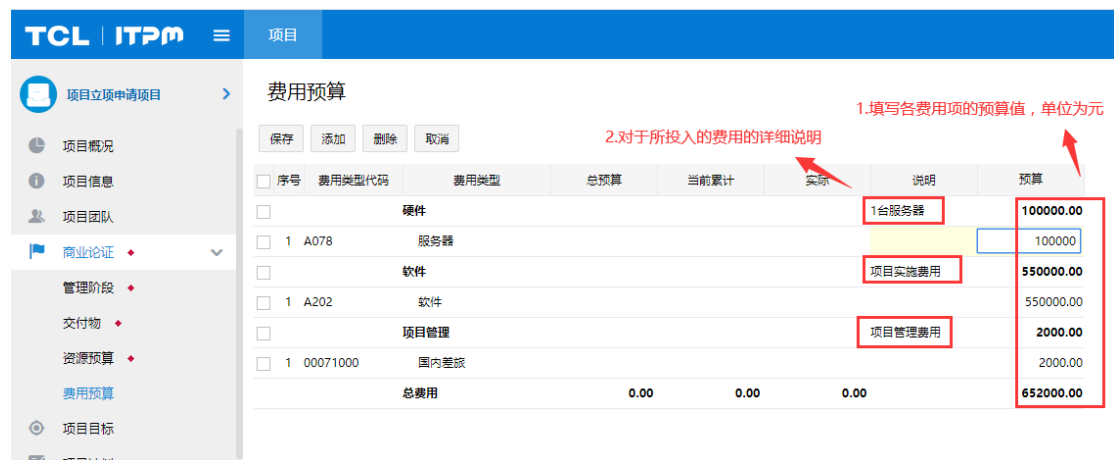 TCL ITPM 项目
项目立项申请项目
项目概况
项目信息
项目团队
商业论证
管理阶段
交付物
资源预算
费用预算
项目目标
费用预算
1.填写各费用项的预算值，单位为元
保存 添加 删除 取消
2.对于所投入的费用的详细说明
序号 费用类型代码 费用类型 总预算 当前累计 实际 说明 预算
硬件 1台服务器 100000.00
1 A078 服务器 100000
软件 项目实施费用 550000.00
1 A202 软件 550000.00
项目管理 项目管理费用 2000.00
1 00071000 国内差旅 2000.00
总费用 0.00 0.00 0.00 652000.00